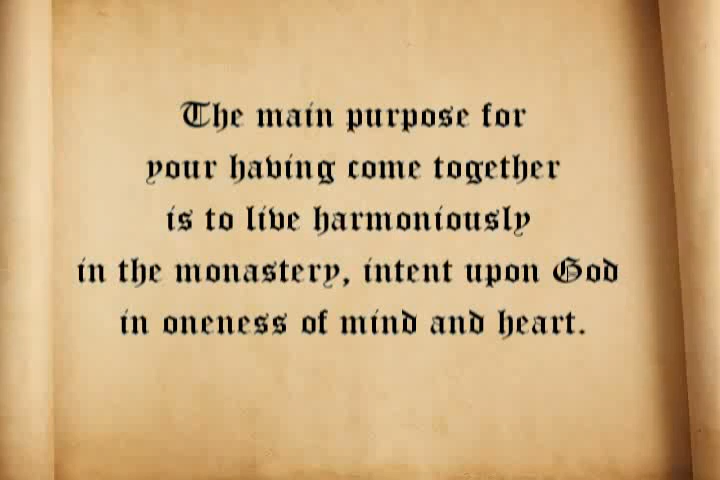 The main purpose for
your having come together
is to live harmoniously
in the monastery, intent upon God
in oneness of mind and heart.